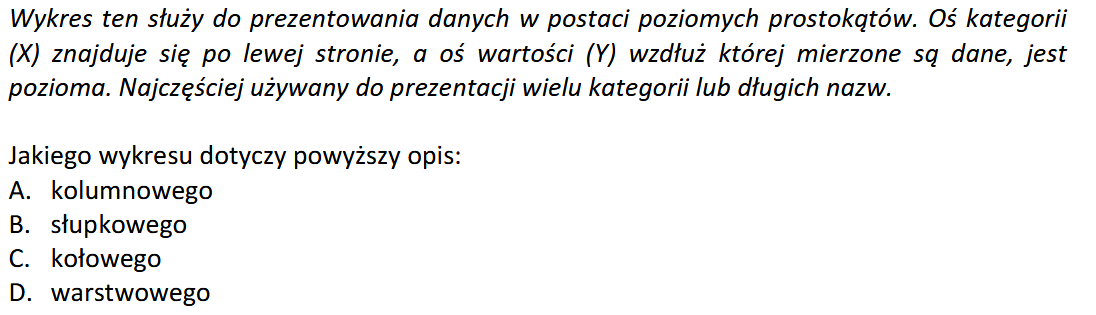 Wykres ten służy do prezentowania danych w postaci poziomych prostokątów. Oś kategorii
(X) znajduje się po lewej stronie, a oś wartości (Y) wzdłuż której mierzone są dane, jest
pozioma. Najczęściej używany do prezentacji wielu kategorii lub długich nazw.
Jakiego wykresu dotyczy powyższy opis:
A. kolumnowego
B. słupkowego
C. kołowego
D. warstwowego